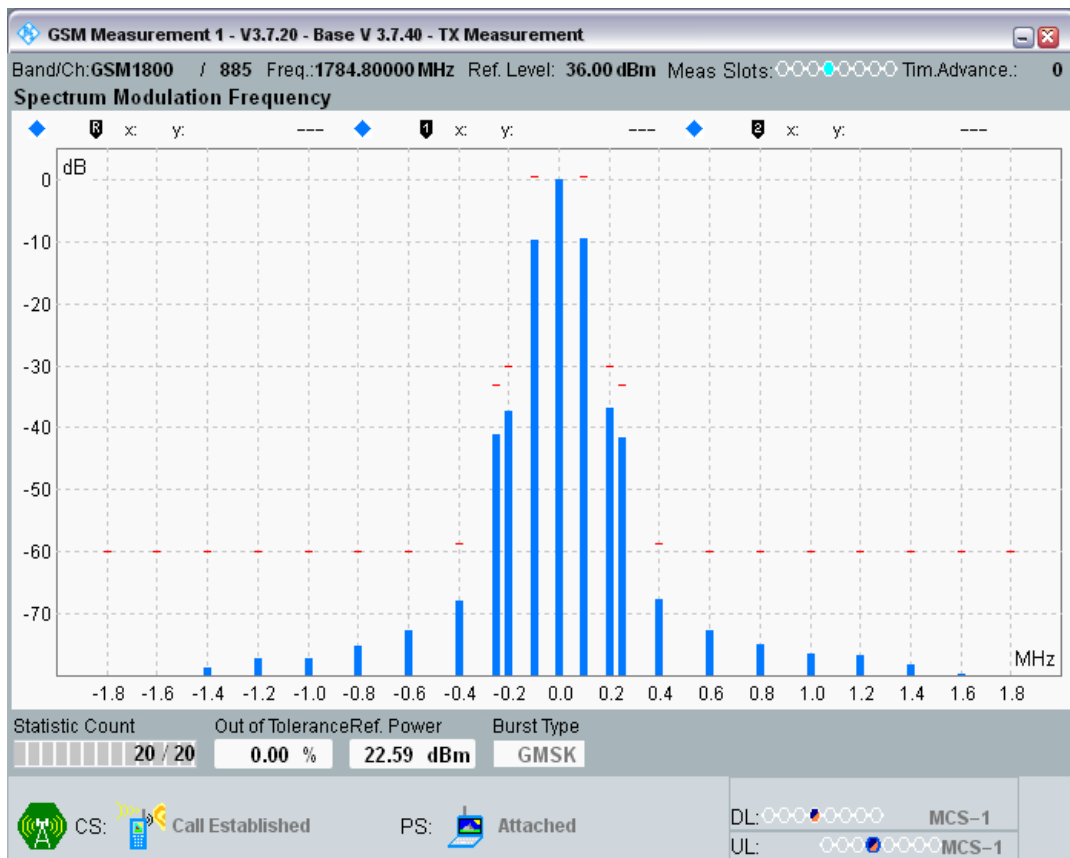 GSM Measurement 1 - V3.7.20 - Base V 3.7.40 - TX Measurement
Band/Ch:GSM1800 / 885 Freq.:1784.80000 MHz Ref. Level: 36.00 dBm Meas Slots: Tim.Advance.: 0
Spectrum Modulation Frequency
R x: y: --- 1 x: y: --- 2 x: y: ---
dB
0
-10
-20
-30
-40
-50
-60
-70
MHz
-1.8 -1.6 -1.4 -1.2 -1.0 -0.8 -0.6 -0.4 -0.2 0.0 0.2 0.4 0.6 0.8 1.0 1.2 1.4 1.6 1.8
Statistic Count Out of Tolerance Ref. Power Burst Type
20 / 20 0.00 % 22.59 dBm GMSK
CS: Call Established PS: Attached DL: MCS-1
UL: MCS-1